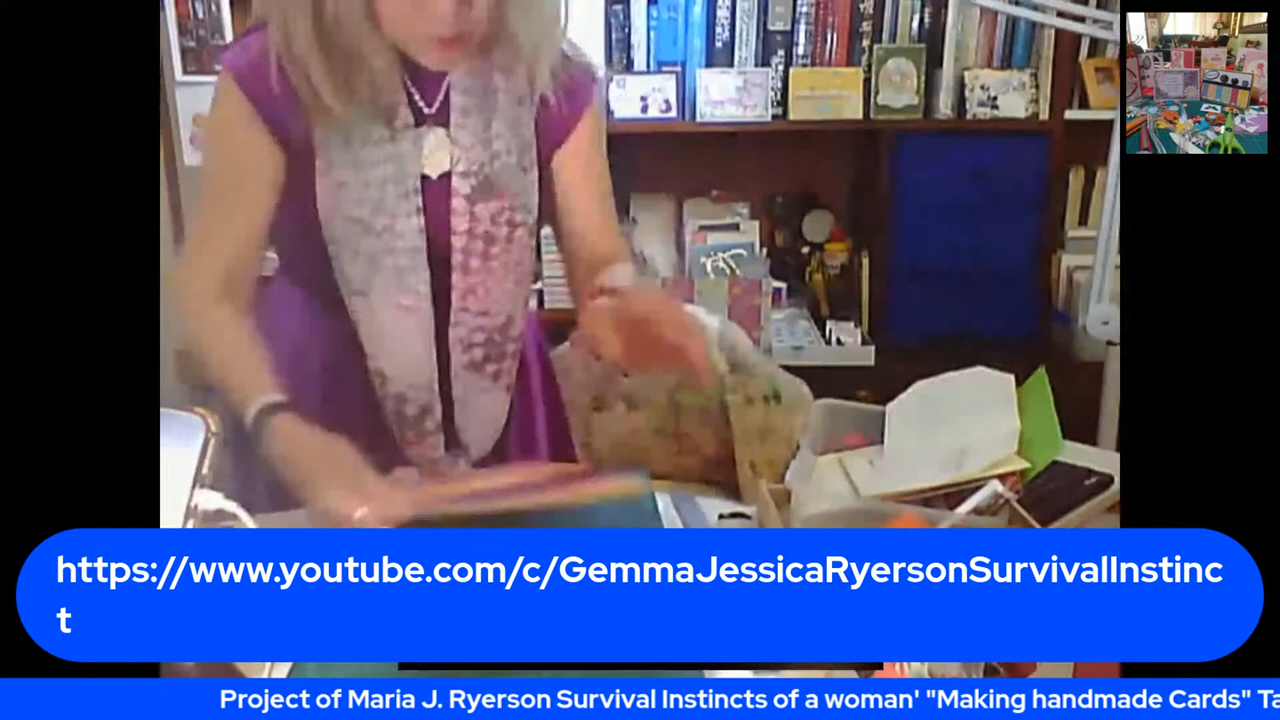 https://www.youtube.com/c/GemmaJessicaRyersonSurvivalInstinc
t
Project of Maria J. Ryerson Survival Instincts of a woman' "Making handmade Cards" Ta